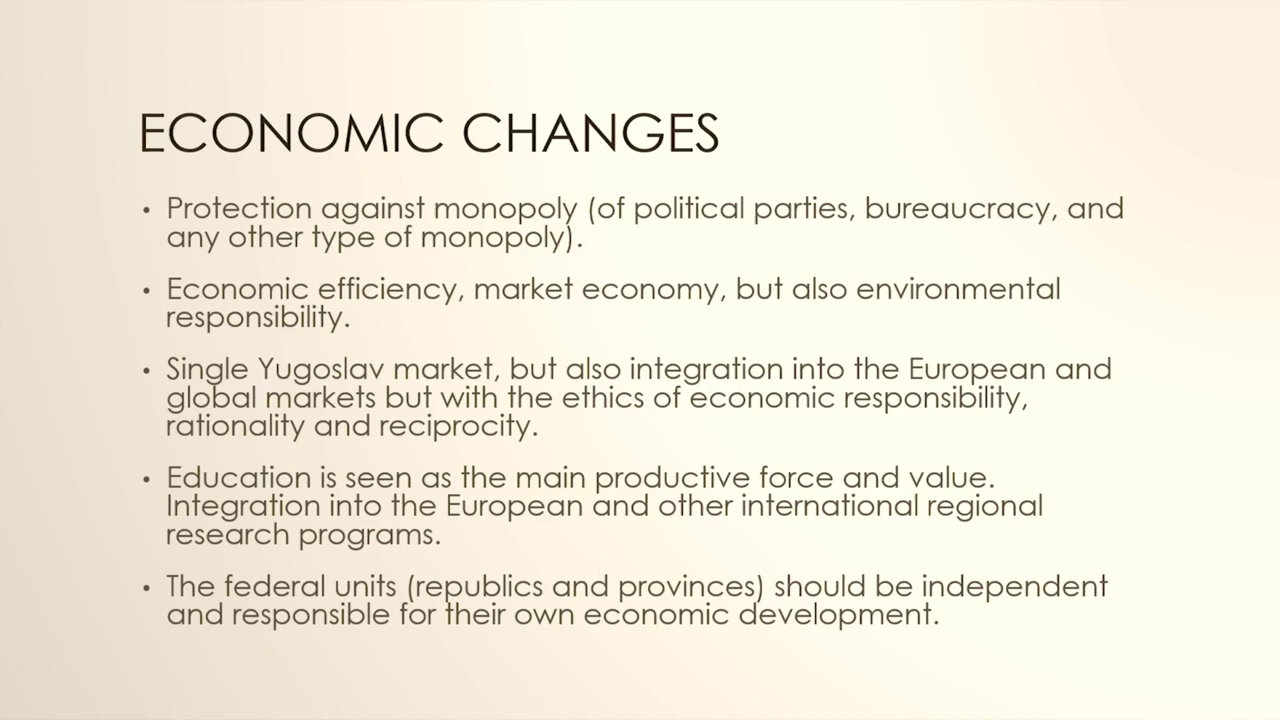 ECONOMIC CHANGES
• Protection against monopoly (of political parties, bureaucracy, and
any other type of monopoly).
• Economic efficiency, market economy, but also environmental
responsibility.
• Single Yugoslav market, but also integration into the European and
global markets but with the ethics of economic responsibility,
rationality and reciprocity.
• Education is seen as the main productive force and value.
Integration into the European and other international regional
research programs.
• The federal units (republics and provinces) should be independent
and responsible for their own economic development.